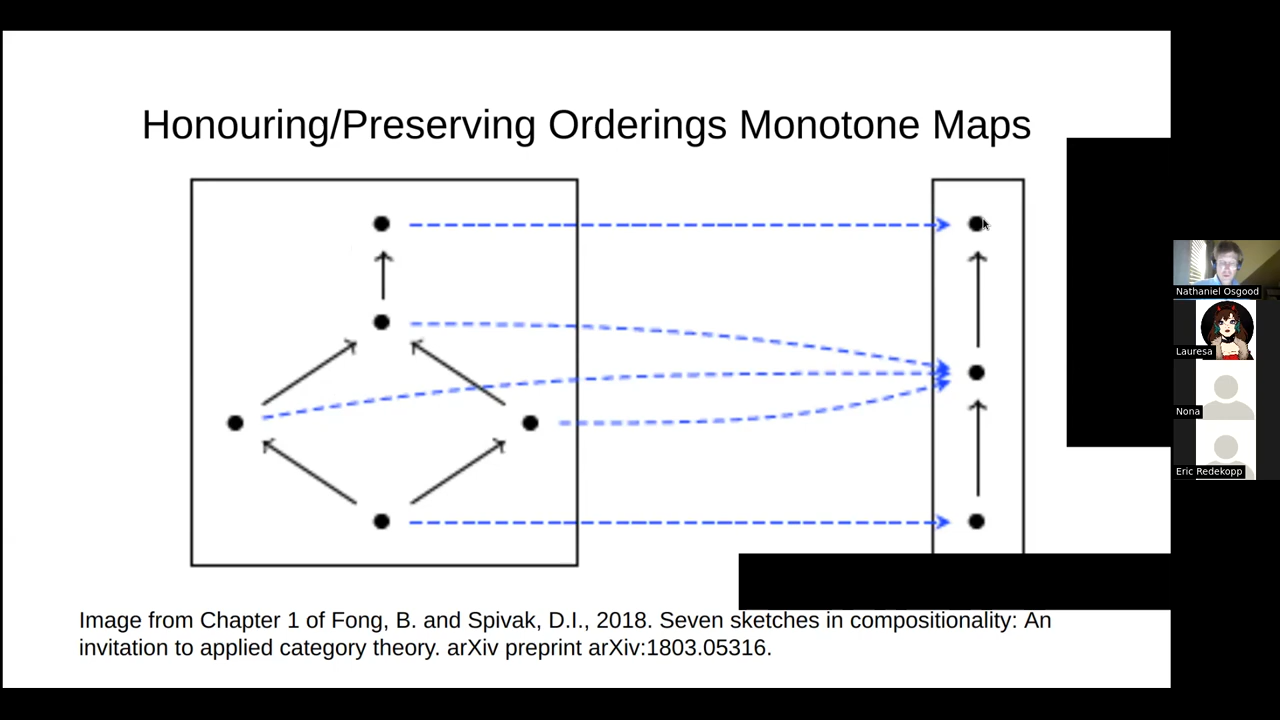 Honouring/Preserving Orderings Monotone Maps
Nathaniel Osgood
Lauresa
Nona
Eric Redekopp
Image from Chapter 1 of Fong, B. and Spivak, D.I., 2018. Seven sketches in compositionality: An
invitation to applied category theory. arXiv preprint arXiv:1803.05316.